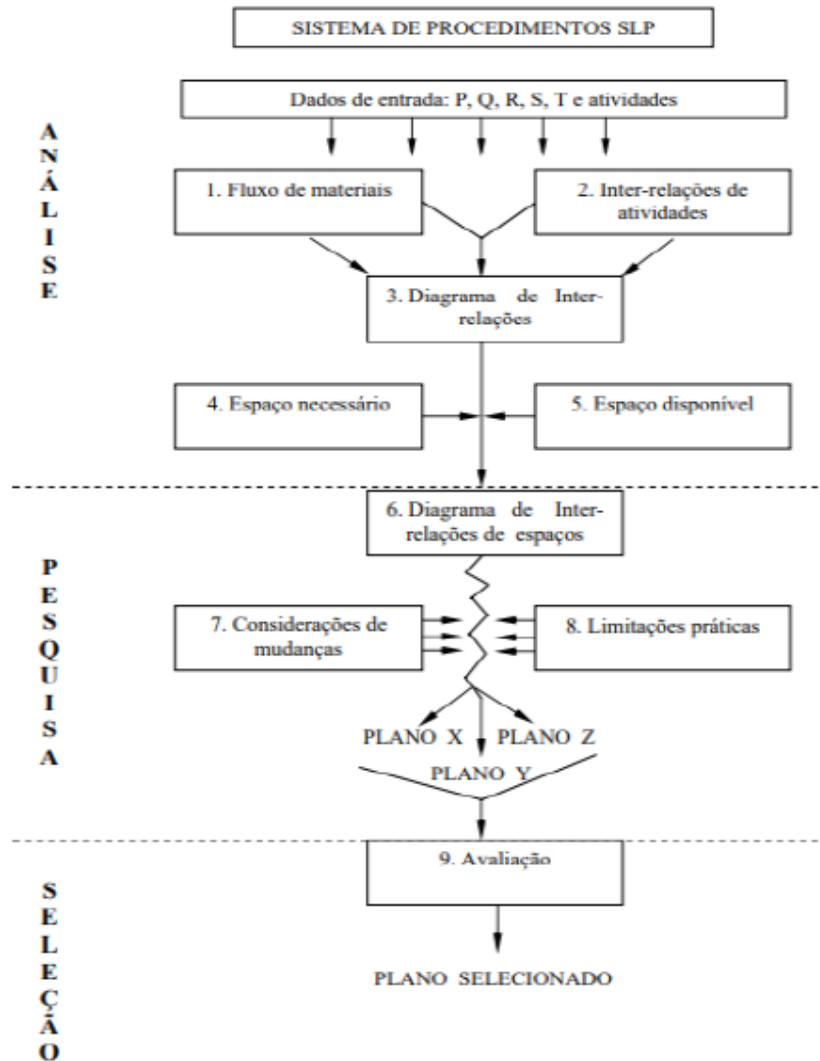 SISTEMA DE PROCEDIMENTOS SLP
Dados de entrada: P, Q, R, S, T e atividades
ANÁLISE
1. Fluxo de materiais
2. Inter-relações de
atividades
3. Diagrama de Inter-
relações
4. Espaço necessário
5. Espaço disponível
6. Diagrama de Inter-
relações de espaços
PESQUISA
7. Considerações de
mudanças
8. Limitações práticas
PLANO X
PLANO Z
PLANO Y
9. Avaliação
SELEÇÃO
PLANO SELECIONADO